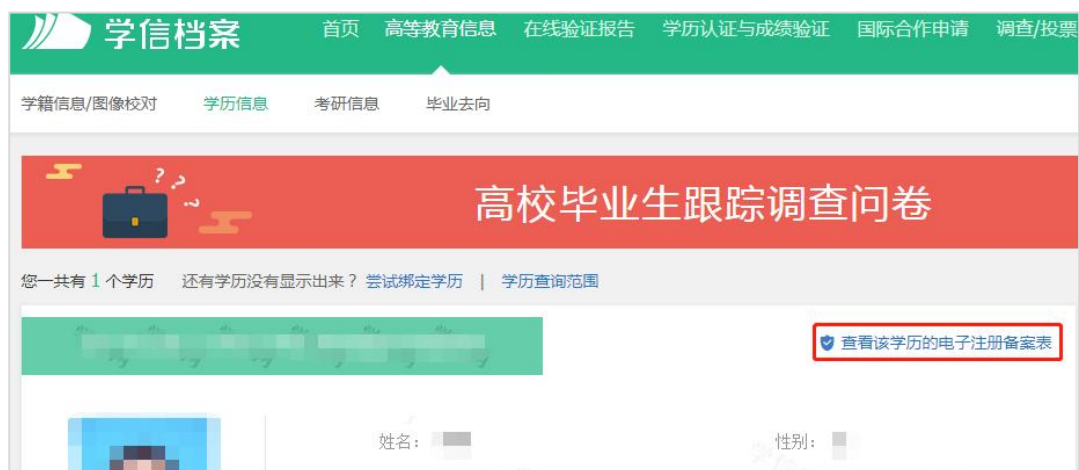 学信档案 首页 高等教育信息 在线验证报告 学历认证与成绩验证 国际合作申请 调查/投票
学籍信息/图像校对 学历信息 考研信息 毕业去向
? ? ?
高校毕业生跟踪调查问卷
您一共有 1 个学历 还有学历没有显示出来？ 尝试绑定学历 | 学历查询范围
查看该学历的电子注册备案表
姓名： 性别：